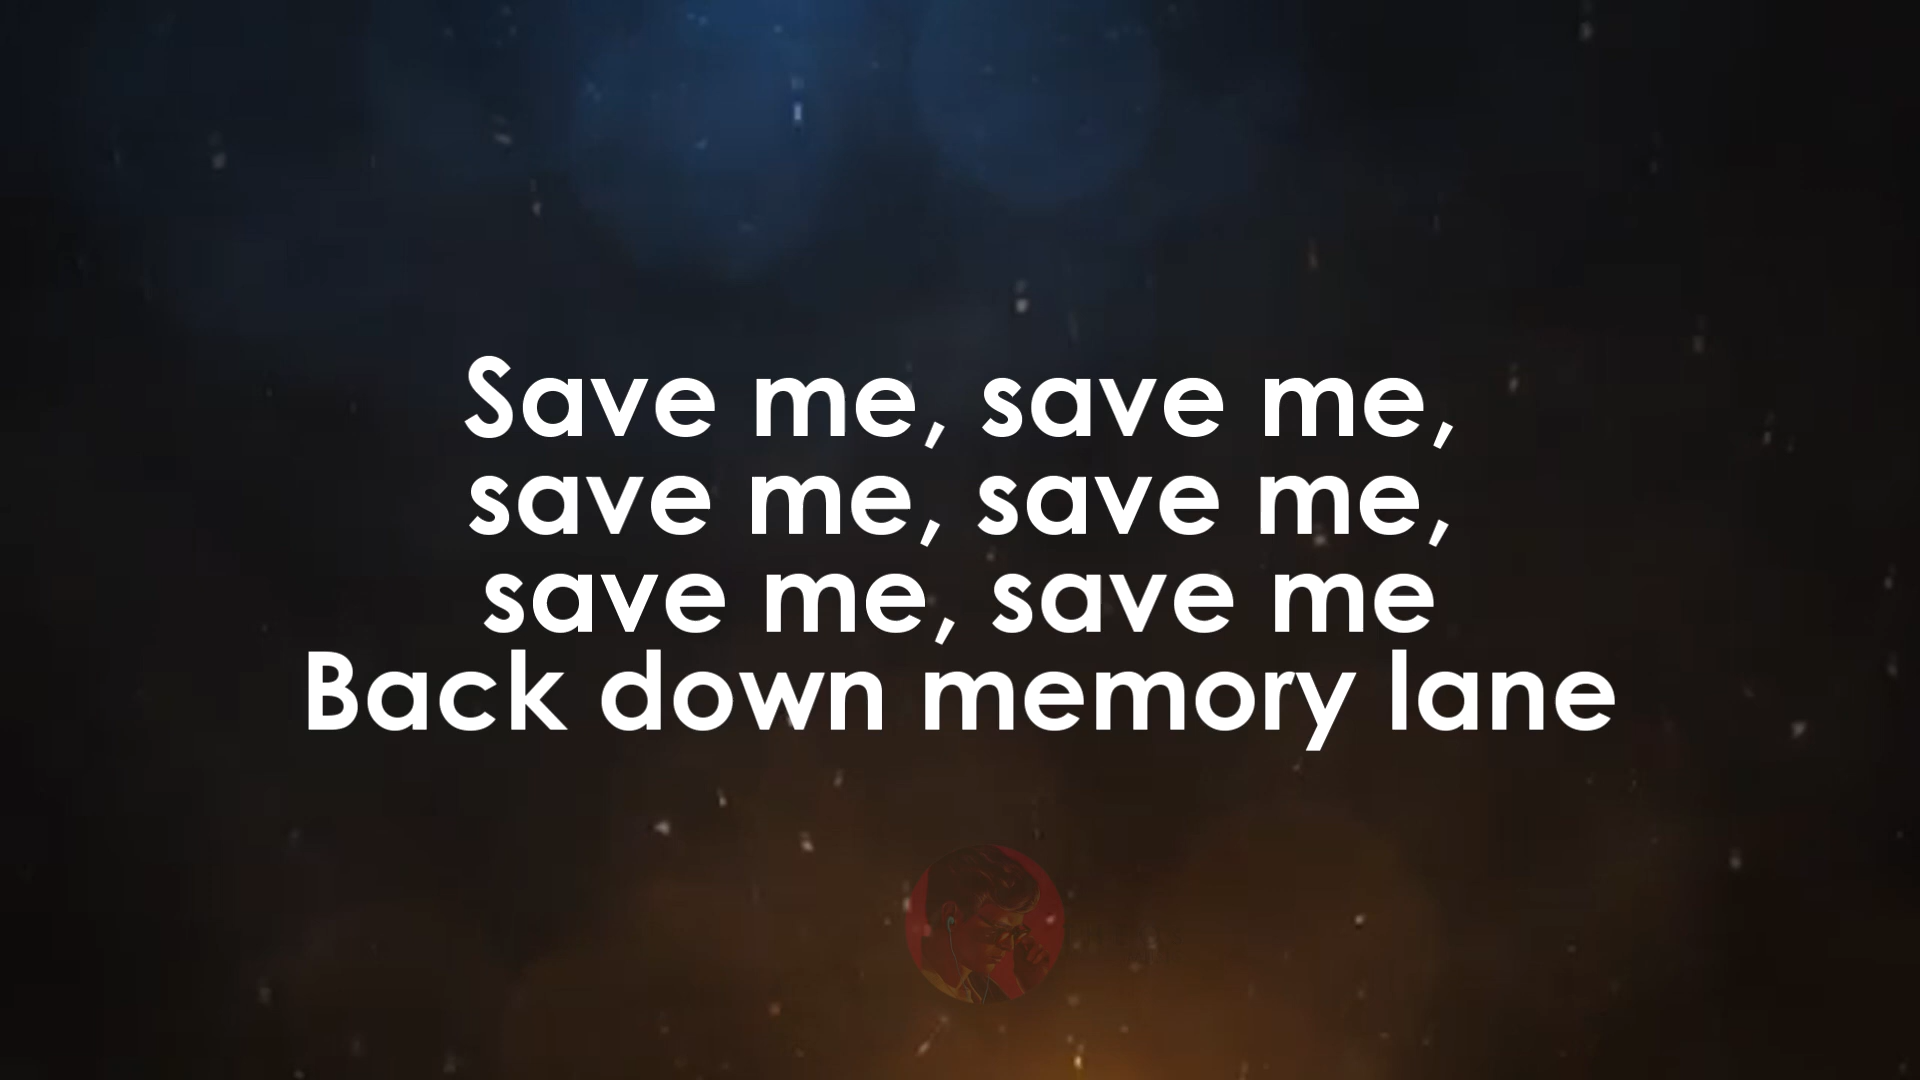 Save me, save me,
save me, save me,
save me, save me
Back down memory lane